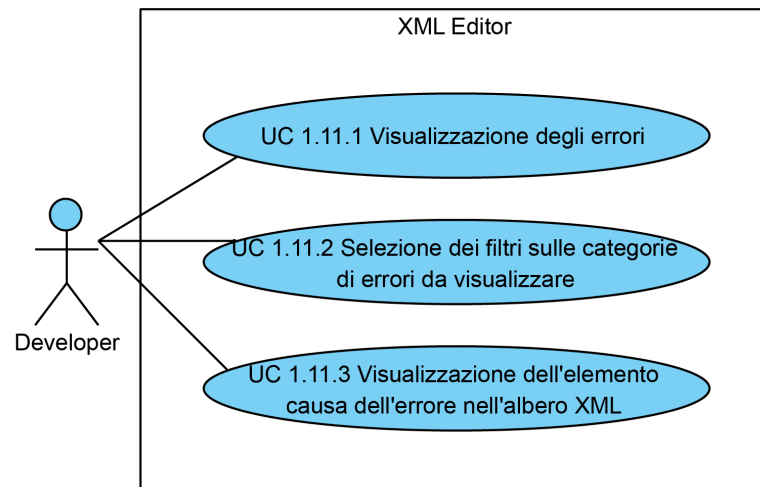 XML Editor
UC 1.11.1 Visualizzazione degli errori
UC 1.11.2 Selezione dei filtri sulle categorie
di errori da visualizzare
UC 1.11.3 Visualizzazione dell'elemento
causa dell'errore nell'albero XML
Developer